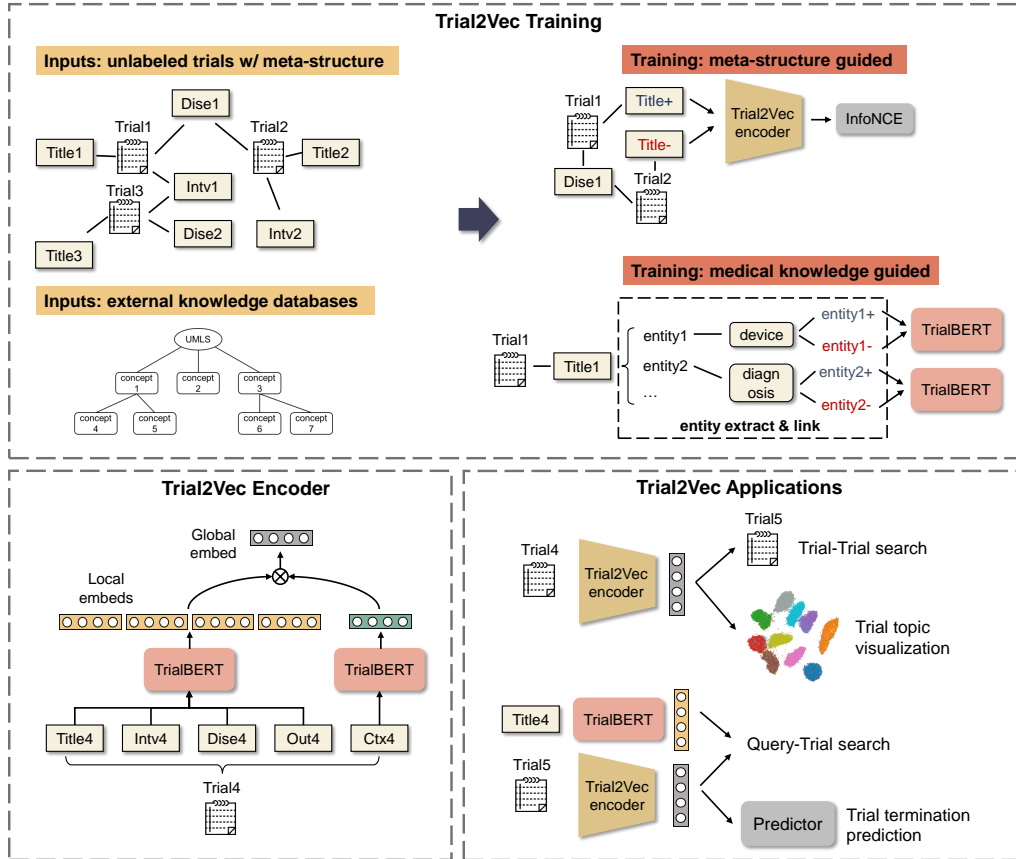 Trial2Vec Training
Inputs: unlabeled trials w/ meta-structure
Dise1
Trial1
Trial2
Title1
Title2
Trial3
Intv1
Dise2
Intv2
Title3
Inputs: external knowledge databases
UMLS
concept
1
concept
2
concept
3
concept
4
concept
5
concept
6
concept
7
Training: meta-structure guided
Trial1
Title+
Title-
Dise1
Trial2
Trial2Vec
encoder
InfoNCE
Training: medical knowledge guided
Trial1
Title1
entity1
entity2
...
device
diagn
osis
entity1+
entity1-
entity2+
entity2-
entity extract & link
TrialBERT
TrialBERT
Trial2Vec Encoder
Global
embed
Local
embeds
TrialBERT
TrialBERT
Title4
Intv4
Dise4
Out4
Ctx4
Trial4
Trial2Vec Applications
Trial4
Trial2Vec
encoder
Trial5
Trial-Trial search
Trial topic
visualization
Title4
TrialBERT
Query-Trial search
Trial5
Trial2Vec
encoder
Predictor
Trial termination
prediction